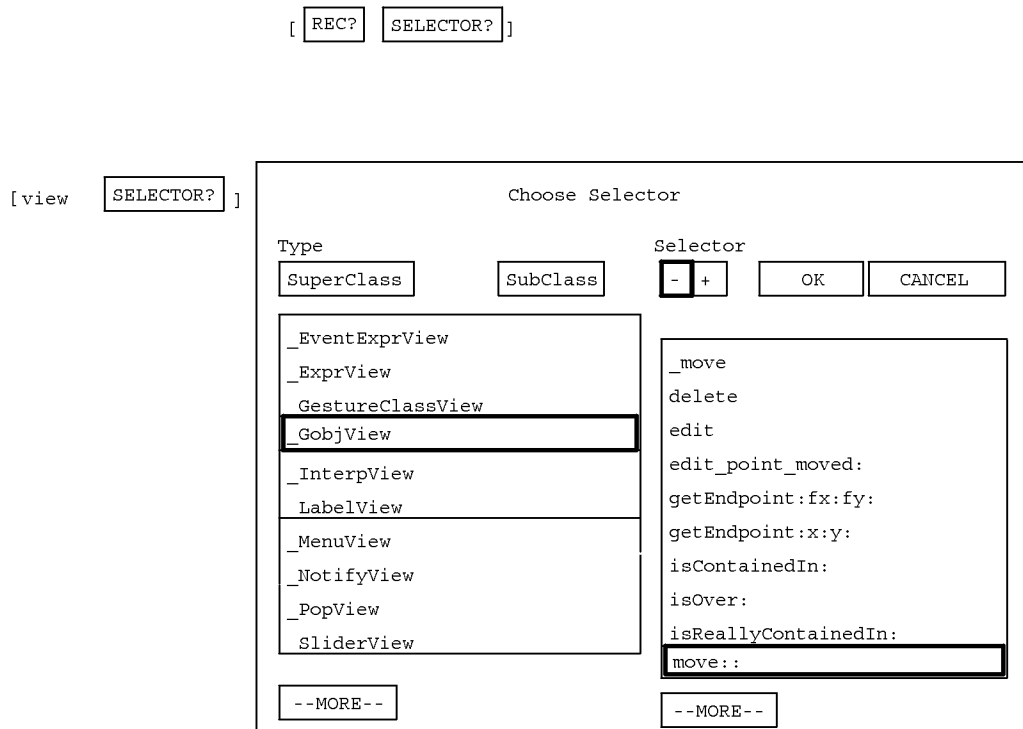 [ REC? SELECTOR? ]
[view SELECTOR? ]
Choose Selector
Type
SuperClass SubClass
_EventExprView
_ExprView
_GestureClassView
_GobjView
_InterpView
_LabelView
_MenuView
_NotifyView
_PopView
_SliderView
--MORE--
Selector
- + OK CANCEL
_move
delete
edit
edit_point_moved:
getEndpoint:fx:fy:
getEndpoint:x:y:
isContainedIn:
isOver:
isReallyContainedIn:
move::
--MORE--